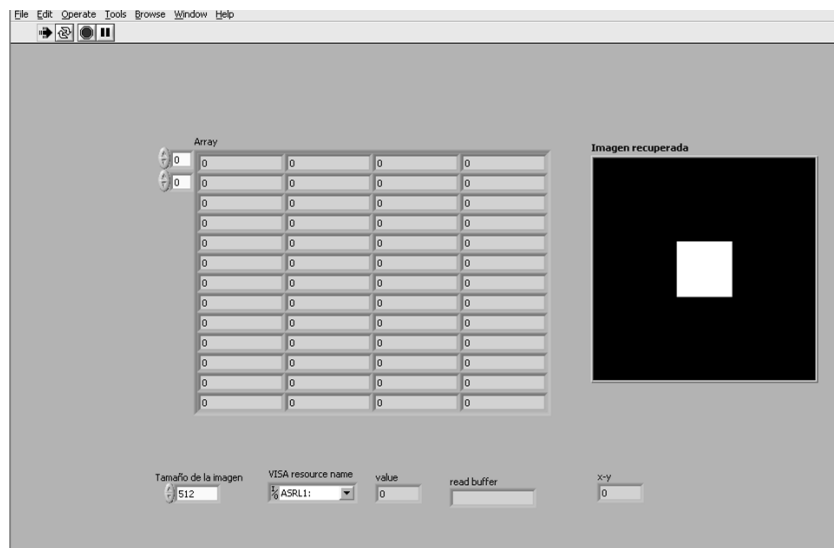 File Edit Operate Tools Browse Window Help
Array
Imagen recuperada
0 0 0 0 0
0 0 0 0 0
0 0 0 0
0 0 0 0
0 0 0 0
0 0 0 0
0 0 0 0
0 0 0 0
0 0 0 0
0 0 0 0
0 0 0 0
0 0 0 0
0 0 0 0
Tamaño de la imagen VISA resource name value read buffer x-y
512 I/O ASRL1: 0 0